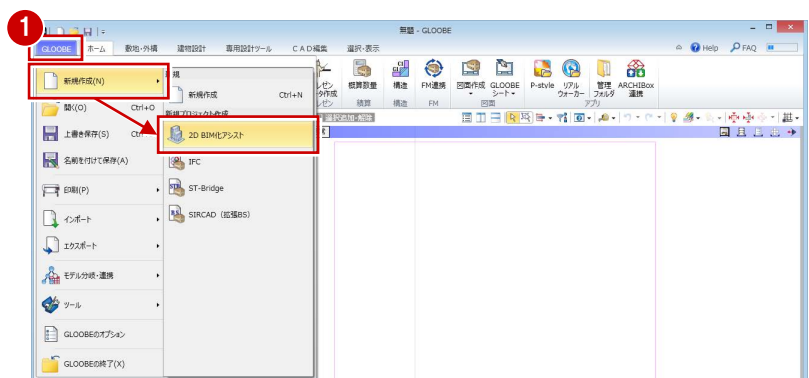 1
無題 - GLOOBE
GLOOBE ホーム 敷地・外構 建物設計 専用設計ツール CAD編集 選択・表示 Help FAQ
新規作成(N)
開く(O) Ctrl+O
上書き保存(S)
名前を付けて保存(A)
印刷(P)
インポート
エクスポート
モデル分岐・連携
ツール
GLOOBEのオプション
GLOOBEの終了(X)
新規作成 Ctrl+N
新規プロジェクト作成
2D BIM化アシスト
IFC
ST-Bridge
SIRCAD (拡張BS)
概算数量 構造 FM連携 図面作成 GLOOBEシート P-style リアルウォーカー 管理フォルダ ARCHIBox連携
積算 構造 FM 図面 アプリ
選択追加・解除